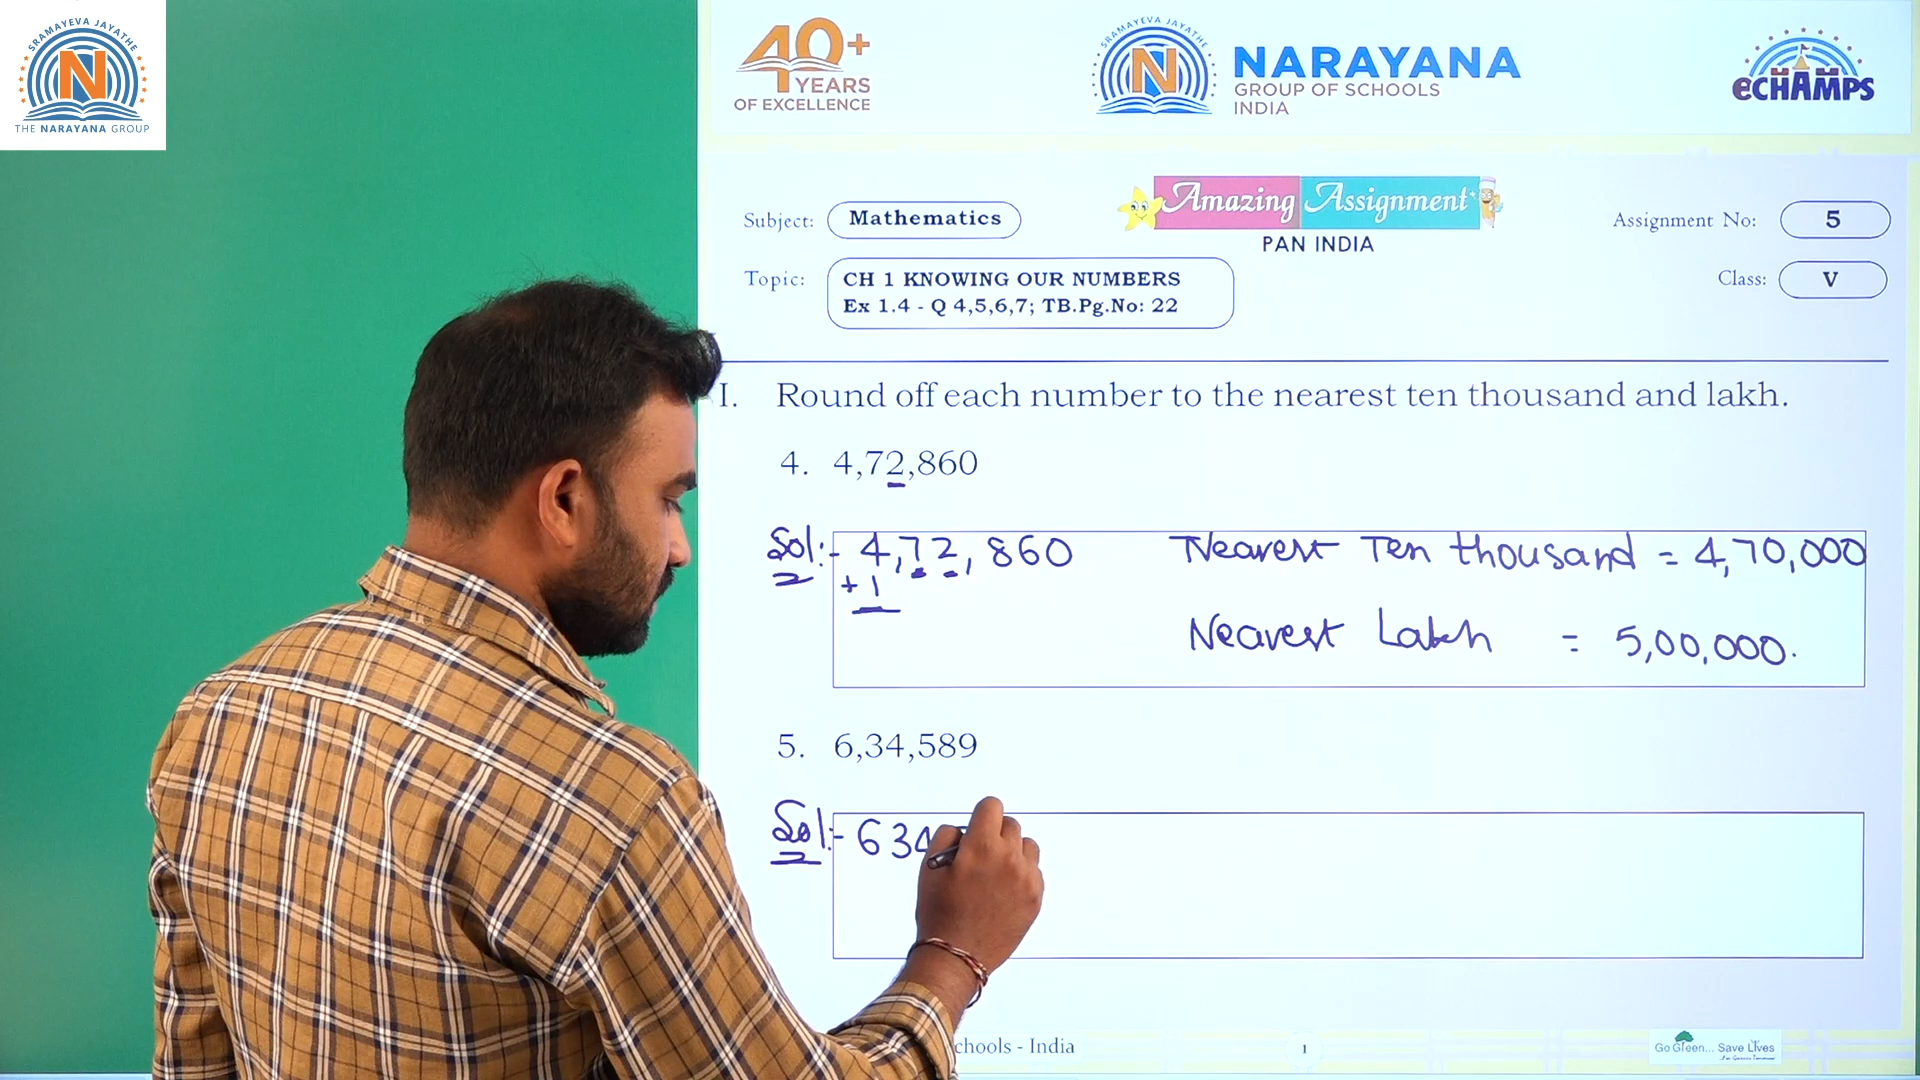 SRAMAYEVA JAYATHE
N
THE NARAYANA GROUP
40+
YEARS
OF EXCELLENCE
SRAMAYEVA JAYATHE
N
NARAYANA
GROUP OF SCHOOLS
INDIA
eCHAMPS
Amazing Assignment
PAN INDIA
Subject: Mathematics
Assignment No: 5
Topic: CH 1 KNOWING OUR NUMBERS
Ex 1.4 - Q 4,5,6,7; TB.Pg.No: 22
Class: V
I. Round off each number to the nearest ten thousand and lakh.
4. 4,72,860
Sol:- 4,72,860 Nearest Ten thousand = 4,70,000
+1
Nearest Lakh = 5,00,000.
5. 6,34,589
Sol:- 634
chools - India
1
Go Green... Save Lives